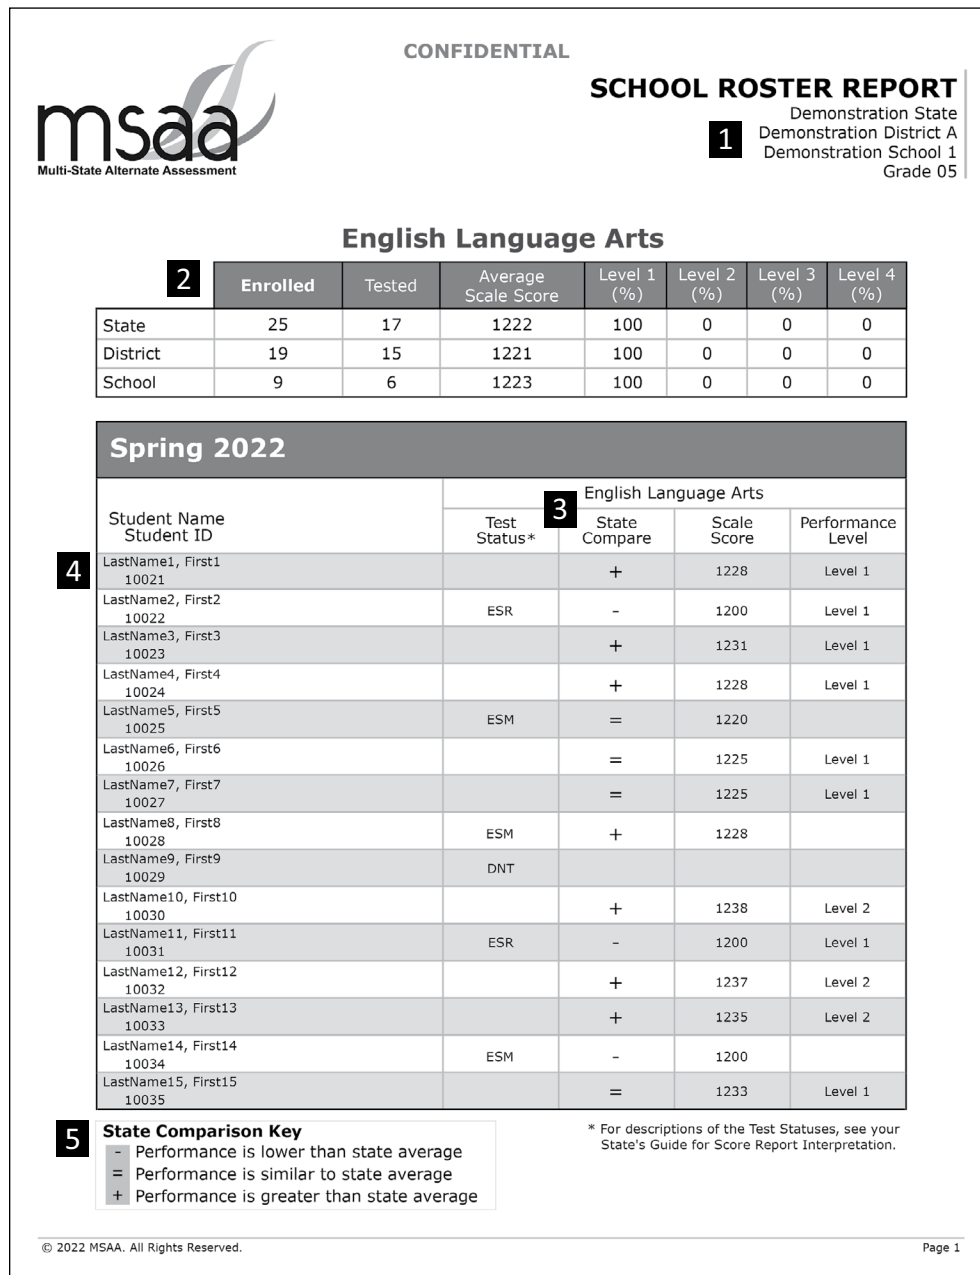 CONFIDENTIAL
msaa
Multi-State Alternate Assessment
SCHOOL ROSTER REPORT
Demonstration State
1
Demonstration District A
Demonstration School 1
Grade 05
English Language Arts
2 Enrolled Tested Average Scale Score Level 1 (%) Level 2 (%) Level 3 (%) Level 4 (%)
State 25 17 1222 100 0 0 0
District 19 15 1221 100 0 0 0
School 9 6 1223 100 0 0 0
Spring 2022
English Language Arts
3
Student Name
Student ID
Test Status* State Compare Scale Score Performance Level
4
LastName1, First1
10021 + 1228 Level 1
LastName2, First2
10022 ESR - 1200 Level 1
LastName3, First3
10023 + 1231 Level 1
LastName4, First4
10024 + 1228 Level 1
LastName5, First5
10025 ESM = 1220
LastName6, First6
10026 = 1225 Level 1
LastName7, First7
10027 = 1225 Level 1
LastName8, First8
10028 ESM + 1228
LastName9, First9
10029 DNT
LastName10, First10
10030 + 1238 Level 2
LastName11, First11
10031 ESR - 1200 Level 1
LastName12, First12
10032 + 1237 Level 2
LastName13, First13
10033 + 1235 Level 2
LastName14, First14
10034 ESM - 1200
LastName15, First15
10035 = 1233 Level 1
5
State Comparison Key
- Performance is lower than state average
= Performance is similar to state average
+ Performance is greater than state average
* For descriptions of the Test Statuses, see your
State's Guide for Score Report Interpretation.
© 2022 MSAA. All Rights Reserved.
Page 1